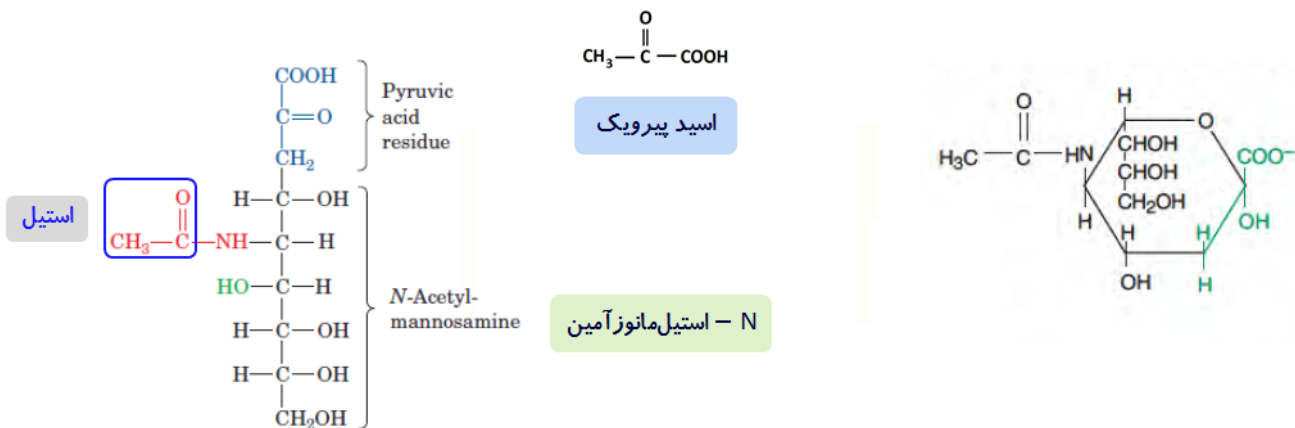 O
CH₃—C—COOH
اسید پیرویک
COOH
C=O
CH₂
Pyruvic
acid
residue
استیل
O
CH₃—C—NH—C—H
H—C—OH
HO—C—H
H—C—OH
H—C—OH
CH₂OH
N-Acetyl-
mannosamine
N – استیل‌مانوزآمین
H
O
O
H₃C—C—HN
CHOH
CHOH
CH₂OH
COO⁻
H
H
H
OH
OH
H